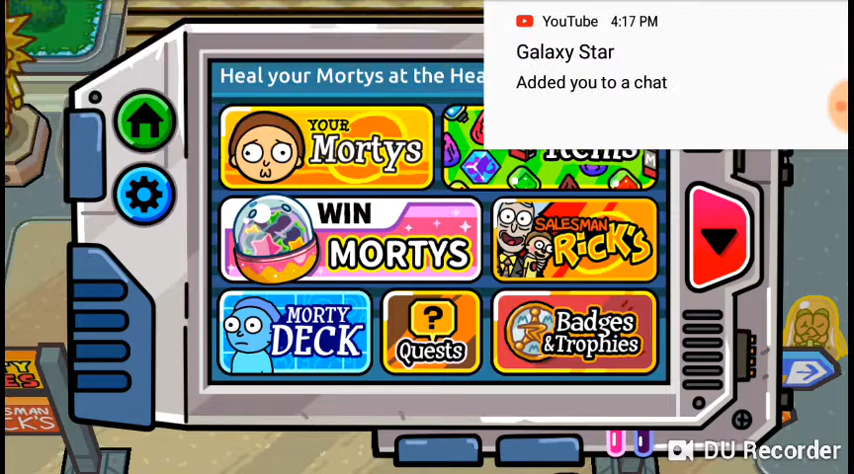 YouTube 4:17 PM
Galaxy Star
Added you to a chat
Heal your Mortys at the Hea
YOUR
Mortys
Items
WIN
MORTYS
SALESMAN
RICK'S
MORTY
DECK
?
Quests
Badges
& Trophies
RICK'S
DU Recorder